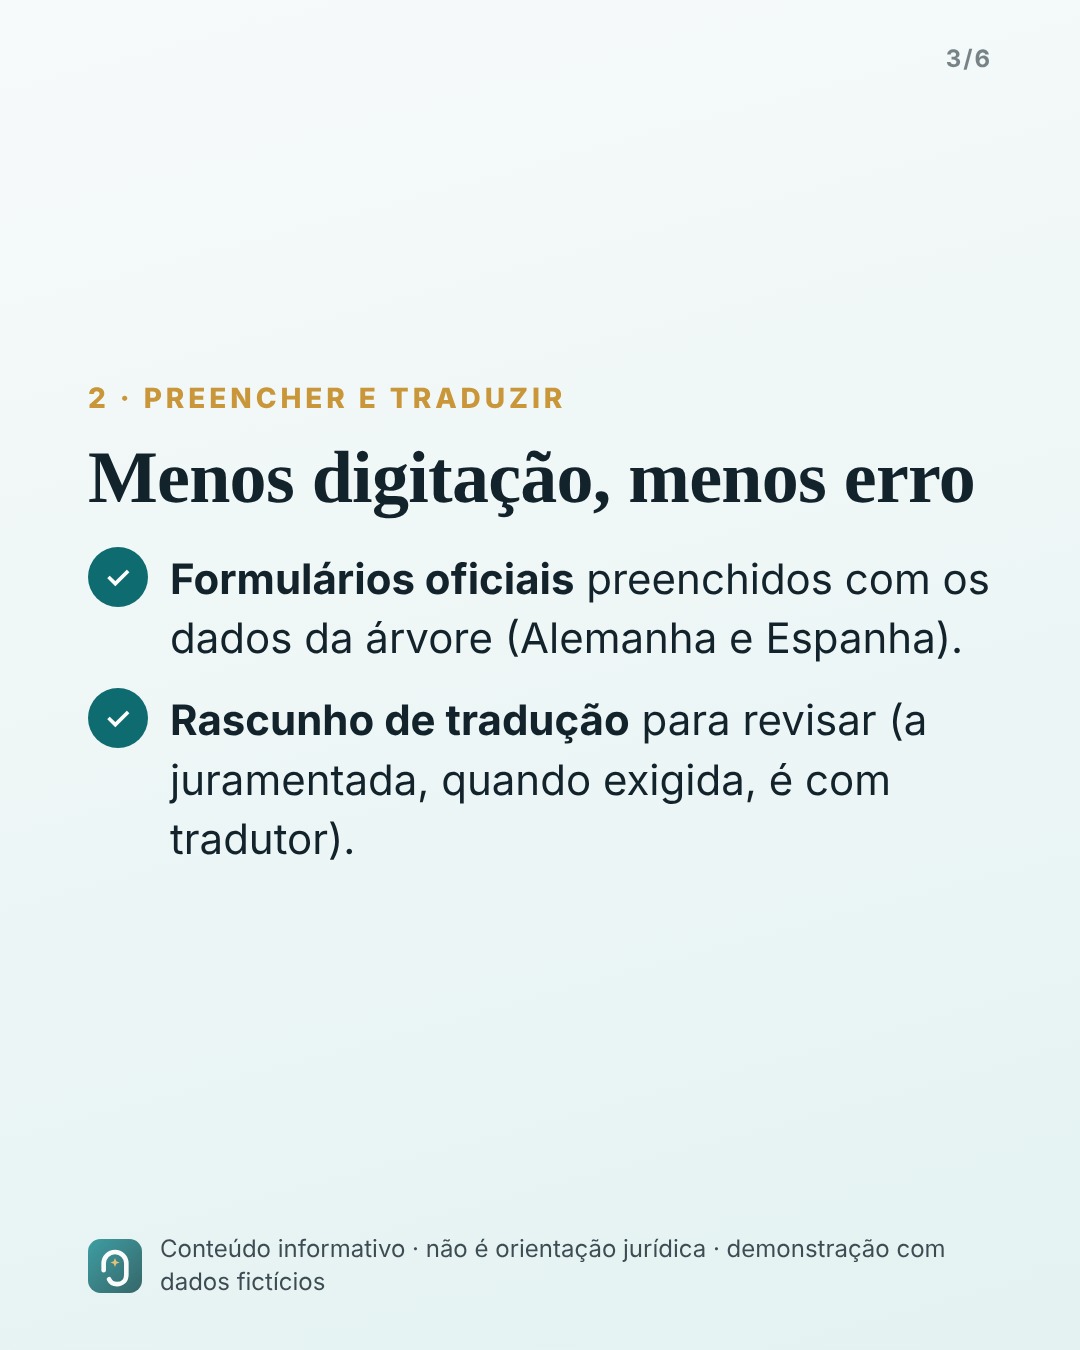 3/6
2 · PREENCHER E TRADUZIR
Menos digitação, menos erro
Formulários oficiais preenchidos com os
dados da árvore (Alemanha e Espanha).
Rascunho de tradução para revisar (a
juramentada, quando exigida, é com
tradutor).
Conteúdo informativo · não é orientação jurídica · demonstração com
dados fictícios